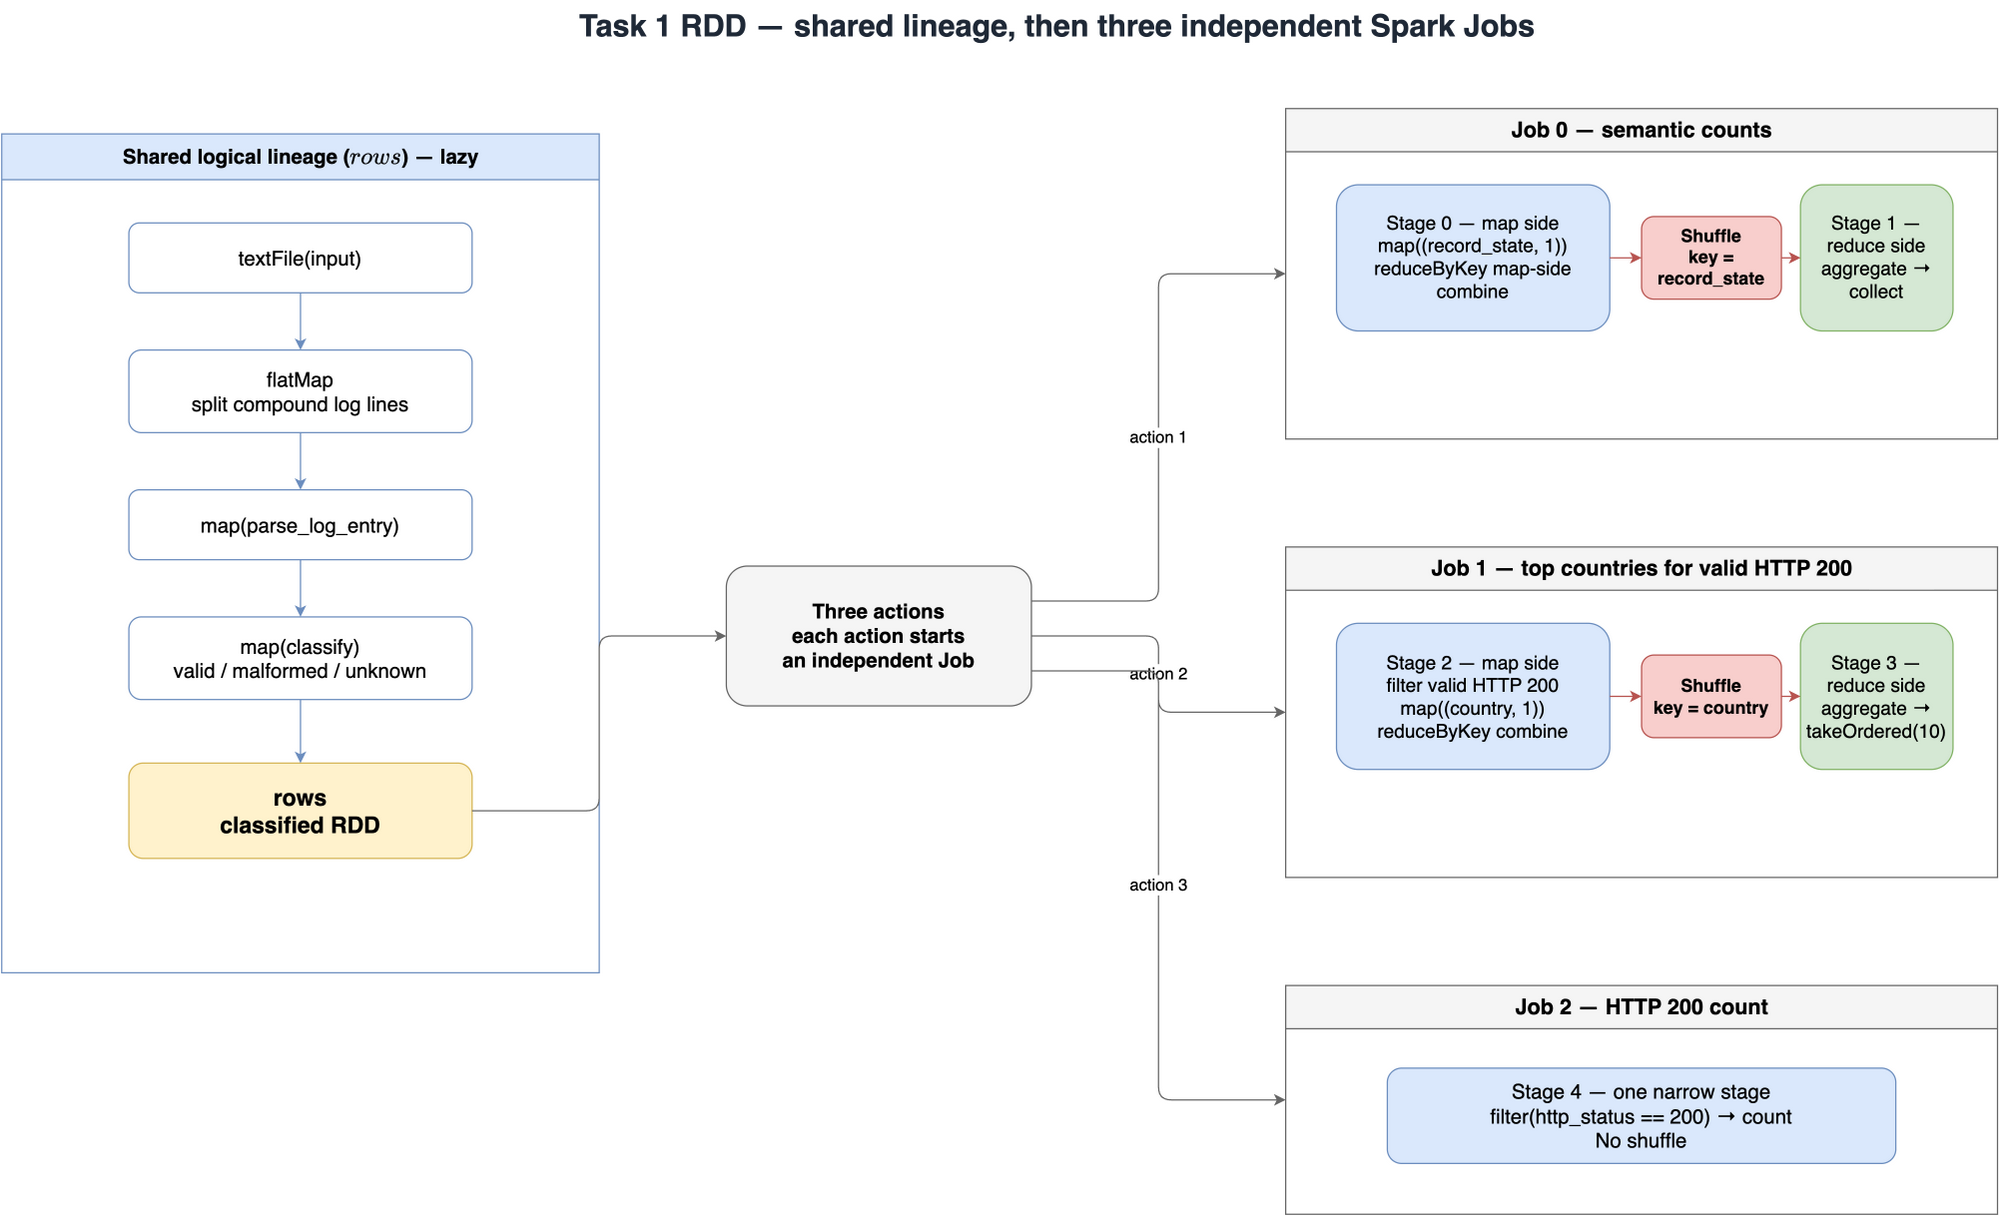 Task 1 RDD — shared lineage, then three independent Spark Jobs
Shared logical lineage (rows) — lazy
textFile(input)
flatMap
split compound log lines
map(parse_log_entry)
map(classify)
valid / malformed / unknown
rows
classified RDD
Three actions
each action starts
an independent Job
action 1
action 2
action 3
Job 0 — semantic counts
Stage 0 — map side
map((record_state, 1))
reduceByKey map-side
combine
Shuffle
key =
record_state
Stage 1 —
reduce side
aggregate →
collect
Job 1 — top countries for valid HTTP 200
Stage 2 — map side
filter valid HTTP 200
map((country, 1))
reduceByKey combine
Shuffle
key = country
Stage 3 —
reduce side
aggregate →
takeOrdered(10)
Job 2 — HTTP 200 count
Stage 4 — one narrow stage
filter(http_status == 200) → count
No shuffle